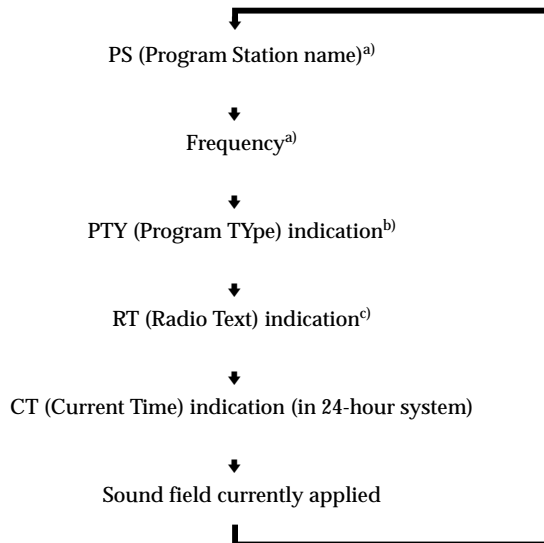 PS (Program Station name)a)
Frequencya)
PTY (Program TYpe) indicationb)
RT (Radio Text) indicationc)
CT (Current Time) indication (in 24-hour system)
Sound field currently applied